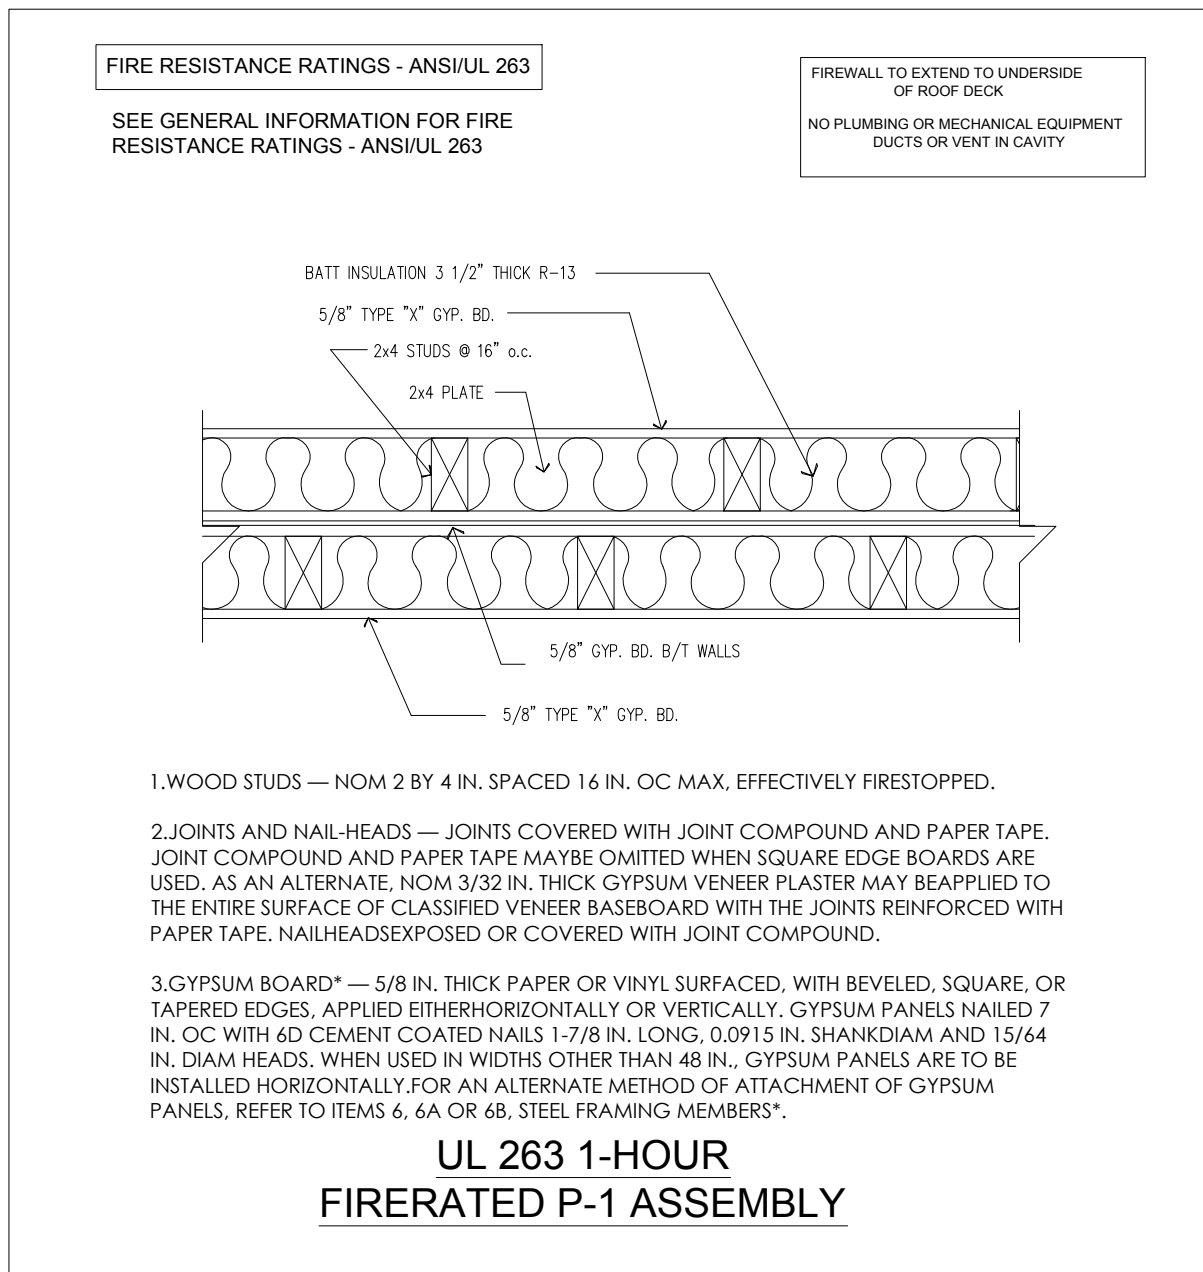 FIRE RESISTANCE RATINGS - ANSI/UL 263
SEE GENERAL INFORMATION FOR FIRE
RESISTANCE RATINGS - ANSI/UL 263
FIREWALL TO EXTEND TO UNDERSIDE
OF ROOF DECK
NO PLUMBING OR MECHANICAL EQUIPMENT
DUCTS OR VENT IN CAVITY
BATT INSULATION 3 1/2" THICK R-13
5/8" TYPE "X" GYP. BD.
2x4 STUDS @ 16" o.c.
2x4 PLATE
5/8" GYP. BD. B/T WALLS
5/8" TYPE "X" GYP. BD.
1.WOOD STUDS — NOM 2 BY 4 IN. SPACED 16 IN. OC MAX, EFFECTIVELY FIRESTOPPED.
2.JOINTS AND NAIL-HEADS — JOINTS COVERED WITH JOINT COMPOUND AND PAPER TAPE.
JOINT COMPOUND AND PAPER TAPE MAYBE OMITTED WHEN SQUARE EDGE BOARDS ARE
USED. AS AN ALTERNATE, NOM 3/32 IN. THICK GYPSUM VENEER PLASTER MAY BEAPPLIED TO
THE ENTIRE SURFACE OF CLASSIFIED VENEER BASEBOARD WITH THE JOINTS REINFORCED WITH
PAPER TAPE. NAILHEADSEXPOSED OR COVERED WITH JOINT COMPOUND.
3.GYPSUM BOARD* — 5/8 IN. THICK PAPER OR VINYL SURFACED, WITH BEVELED, SQUARE, OR
TAPERED EDGES, APPLIED EITHERHORIZONTALLY OR VERTICALLY. GYPSUM PANELS NAILED 7
IN. OC WITH 6D CEMENT COATED NAILS 1-7/8 IN. LONG, 0.0915 IN. SHANKDIAM AND 15/64
IN. DIAM HEADS. WHEN USED IN WIDTHS OTHER THAN 48 IN., GYPSUM PANELS ARE TO BE
INSTALLED HORIZONTALLY.FOR AN ALTERNATE METHOD OF ATTACHMENT OF GYPSUM
PANELS, REFER TO ITEMS 6, 6A OR 6B, STEEL FRAMING MEMBERS*.
UL 263 1-HOUR
FIRERATED P-1 ASSEMBLY